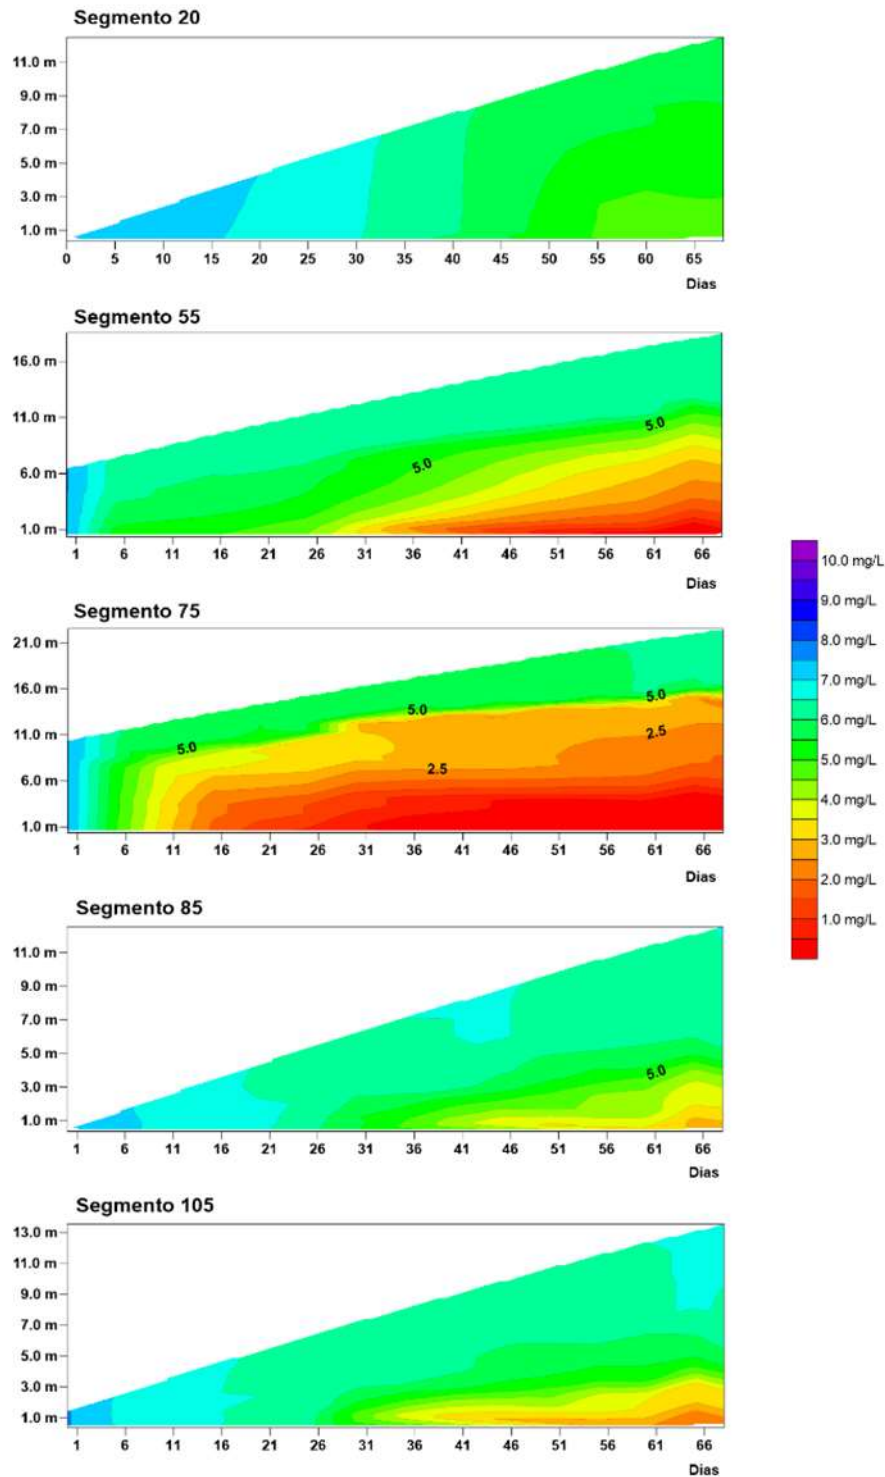 Segmento 20
11.0 m
9.0 m
7.0 m
5.0 m
3.0 m
1.0 m
0 5 10 15 20 25 30 35 40 45 50 55 60 65
Dias
Segmento 55
16.0 m
11.0 m
6.0 m
1.0 m
5.0
5.0
1 6 11 16 21 26 31 36 41 46 51 56 61 66
Dias
Segmento 75
21.0 m
16.0 m
11.0 m
6.0 m
1.0 m
5.0
5.0
5.0
2.5
2.5
1 6 11 16 21 26 31 36 41 46 51 56 61 66
Dias
Segmento 85
11.0 m
9.0 m
7.0 m
5.0 m
3.0 m
1.0 m
5.0
1 6 11 16 21 26 31 36 41 46 51 56 61 66
Dias
Segmento 105
13.0 m
11.0 m
9.0 m
7.0 m
5.0 m
3.0 m
1.0 m
1 6 11 16 21 26 31 36 41 46 51 56 61 66
Dias
10.0 mg/L
9.0 mg/L
8.0 mg/L
7.0 mg/L
6.0 mg/L
5.0 mg/L
4.0 mg/L
3.0 mg/L
2.0 mg/L
1.0 mg/L